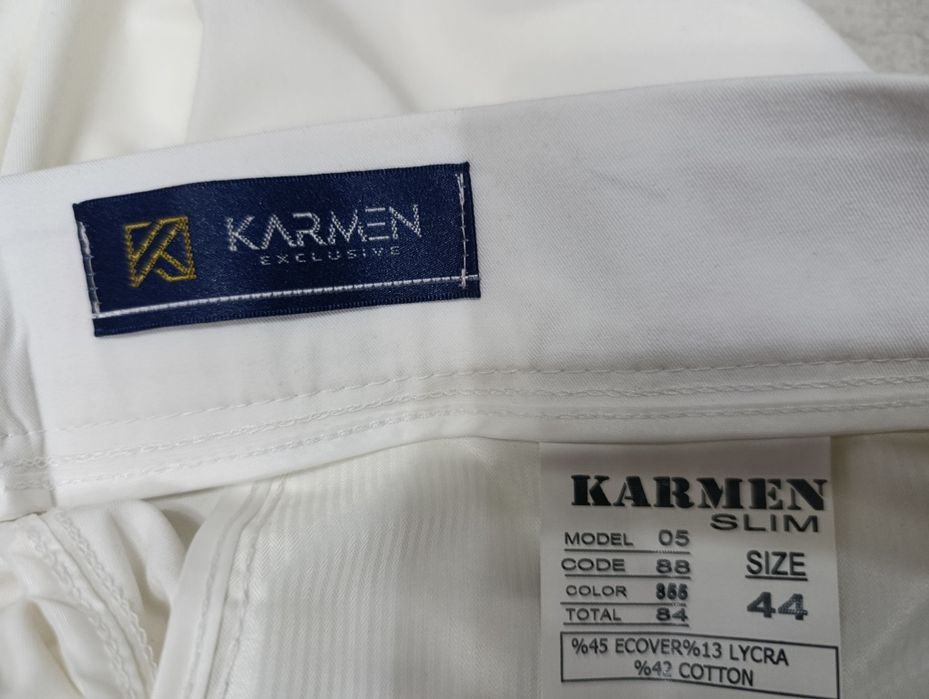 KARMEN
EXCLUSIVE
KARMEN
SLIM
MODEL 05
CODE 88
COLOR 355
TOTAL 84
SIZE
44
%45 ECOVER%13 LYCRA
%42 COTTON